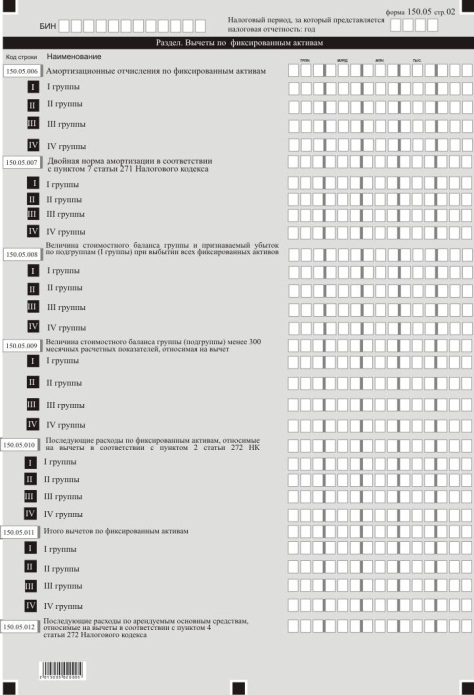 форма 150.05 стр.02
БИН
Налоговый период, за который представляется
налоговая отчетность: год
Раздел. Вычеты по фиксированным активам
Код строки Наименование
трлн. млрд. млн. тыс.
150.05.006 Амортизационные отчисления по фиксированным активам
I I группы
II II группы
III III группы
IV IV группы
150.05.007 Двойная норма амортизации в соответствии
с пунктом 7 статьи 271 Налогового кодекса
I I группы
II II группы
III III группы
IV IV группы
150.05.008 Величина стоимостного баланса группы и признаваемый убыток
по подгруппам (I группы) при выбытии всех фиксированных активов
I I группы
II II группы
III III группы
IV IV группы
150.05.009 Величина стоимостного баланса группы (подгруппы) менее 300
месячных расчетных показателей, относимая на вычет
I I группы
II II группы
III III группы
IV IV группы
150.05.010 Последующие расходы по фиксированным активам, относимые
на вычеты в соответствии с пунктом 2 статьи 272 НК
I I группы
II II группы
III III группы
IV IV группы
150.05.011 Итого вычетов по фиксированным активам
I I группы
II II группы
III III группы
IV IV группы
150.05.012 Последующие расходы по арендуемым основным средствам,
относимые на вычеты в соответствии с пунктом 4
статьи 272 Налогового кодекса